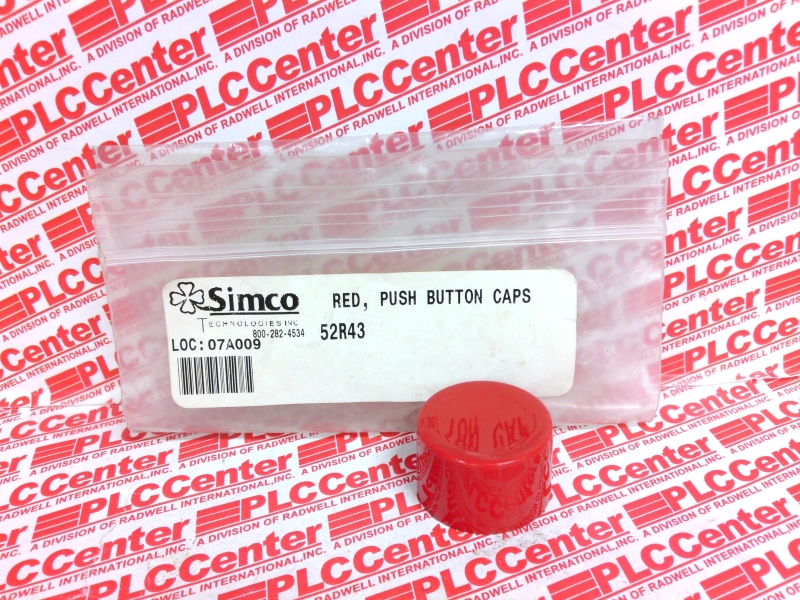 Simco
TECHNOLOGIES INC
800-282-4534
LOC:07A009
RED, PUSH BUTTON CAPS
52R43
PLCCenter
A DIVISION OF RADWELL INTERNATIONAL, INC.